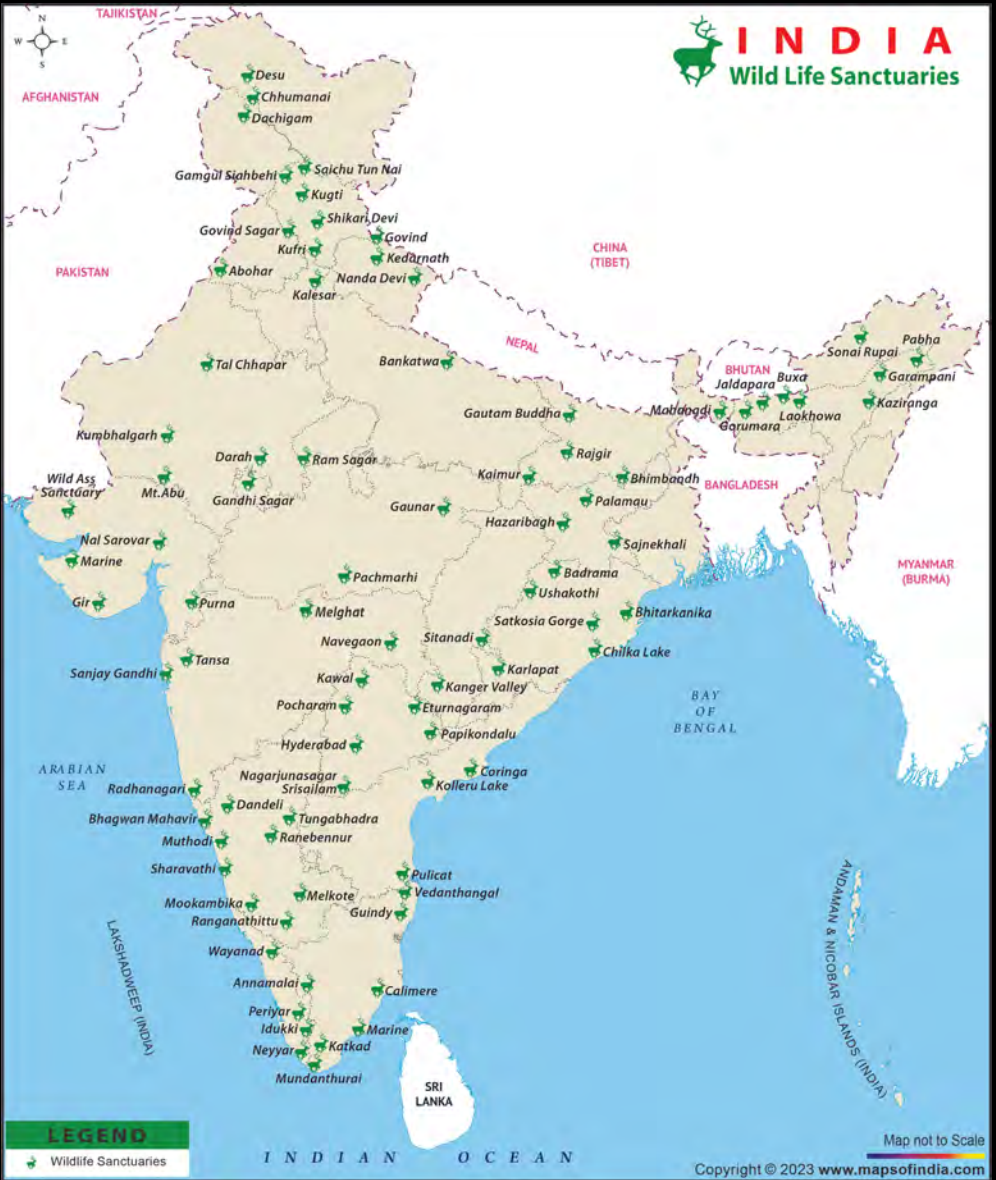 TAJIKISTAN
N
W
E
S
INDIA
Wild Life Sanctuaries
AFGHANISTAN
Desu
Chhumanai
Dachigam
Gamgul Siahbehi
Saichu Tun Nai
Kugti
Shikari Devi
Govind Sagar
Govind
Kufri
Kedarnath
CHINA
(TIBET)
PAKISTAN
Abohar
Nanda Devi
Kalesar
NEPAL
Sonai Rupai
Pabha
Tal Chhapar
Bankatwa
BHUTAN
Jaldapara
Buxa
Garampani
Gautam Buddha
Mahanadi
Gorumara
Laokhowa
Kaziranga
Kumbhalgarh
Darah
Ram Sagar
Rajgir
Wild Ass
Sanctuary
Mt.Abu
Gandhi Sagar
Kaimur
Bhimbandh
BANGLADESH
Gaunar
Palamau
Hazaribagh
Nal Sarovar
Sajnekhali
Marine
Pachmarhi
Badrama
MYANMAR
(BURMA)
Ushakothi
Gir
Purna
Melghat
Satkosia Gorge
Bhitarkanika
Navegaon
Sitanadi
Chilka Lake
Tansa
Sanjay Gandhi
Karlapat
Kawal
Kanger Valley
BAY
OF
BENGAL
Pocharam
Eturnagaram
Papikondalu
Hyderabad
ARABIAN
SEA
Nagarjunasagar
Srisailam
Coringa
Kolleru Lake
Radhanagari
Dandeli
Bhagwan Mahavir
Tungabhadra
Muthodi
Ranebennur
Sharavathi
Pulicat
Vedanthangal
Mookambika
Melkote
Guindy
Ranganathittu
LAKSHADWEEP (INDIA)
ANDAMAN & NICOBAR ISLANDS (INDIA)
Wayanad
Annamalai
Calimere
Periyar
Idukki
Marine
Neyyar
Katkad
Mundanthurai
SRI
LANKA
LEGEND
Wildlife Sanctuaries
INDIAN OCEAN
Map not to Scale
Copyright © 2023 www.mapsofindia.com